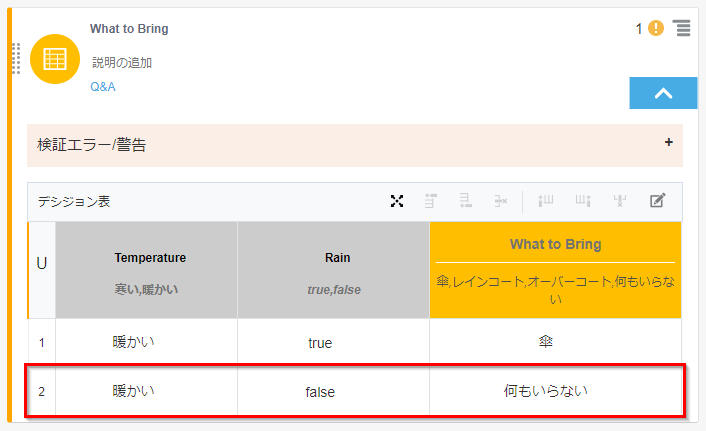 What to Bring
1
説明の追加
Q&A
検証エラー/警告
+
デシジョン表
U
Temperature
寒い,暖かい
Rain
true,false
What to Bring
傘,レインコート,オーバーコート,何もいらな
い
1 暖かい true 傘
2 暖かい false 何もいらない